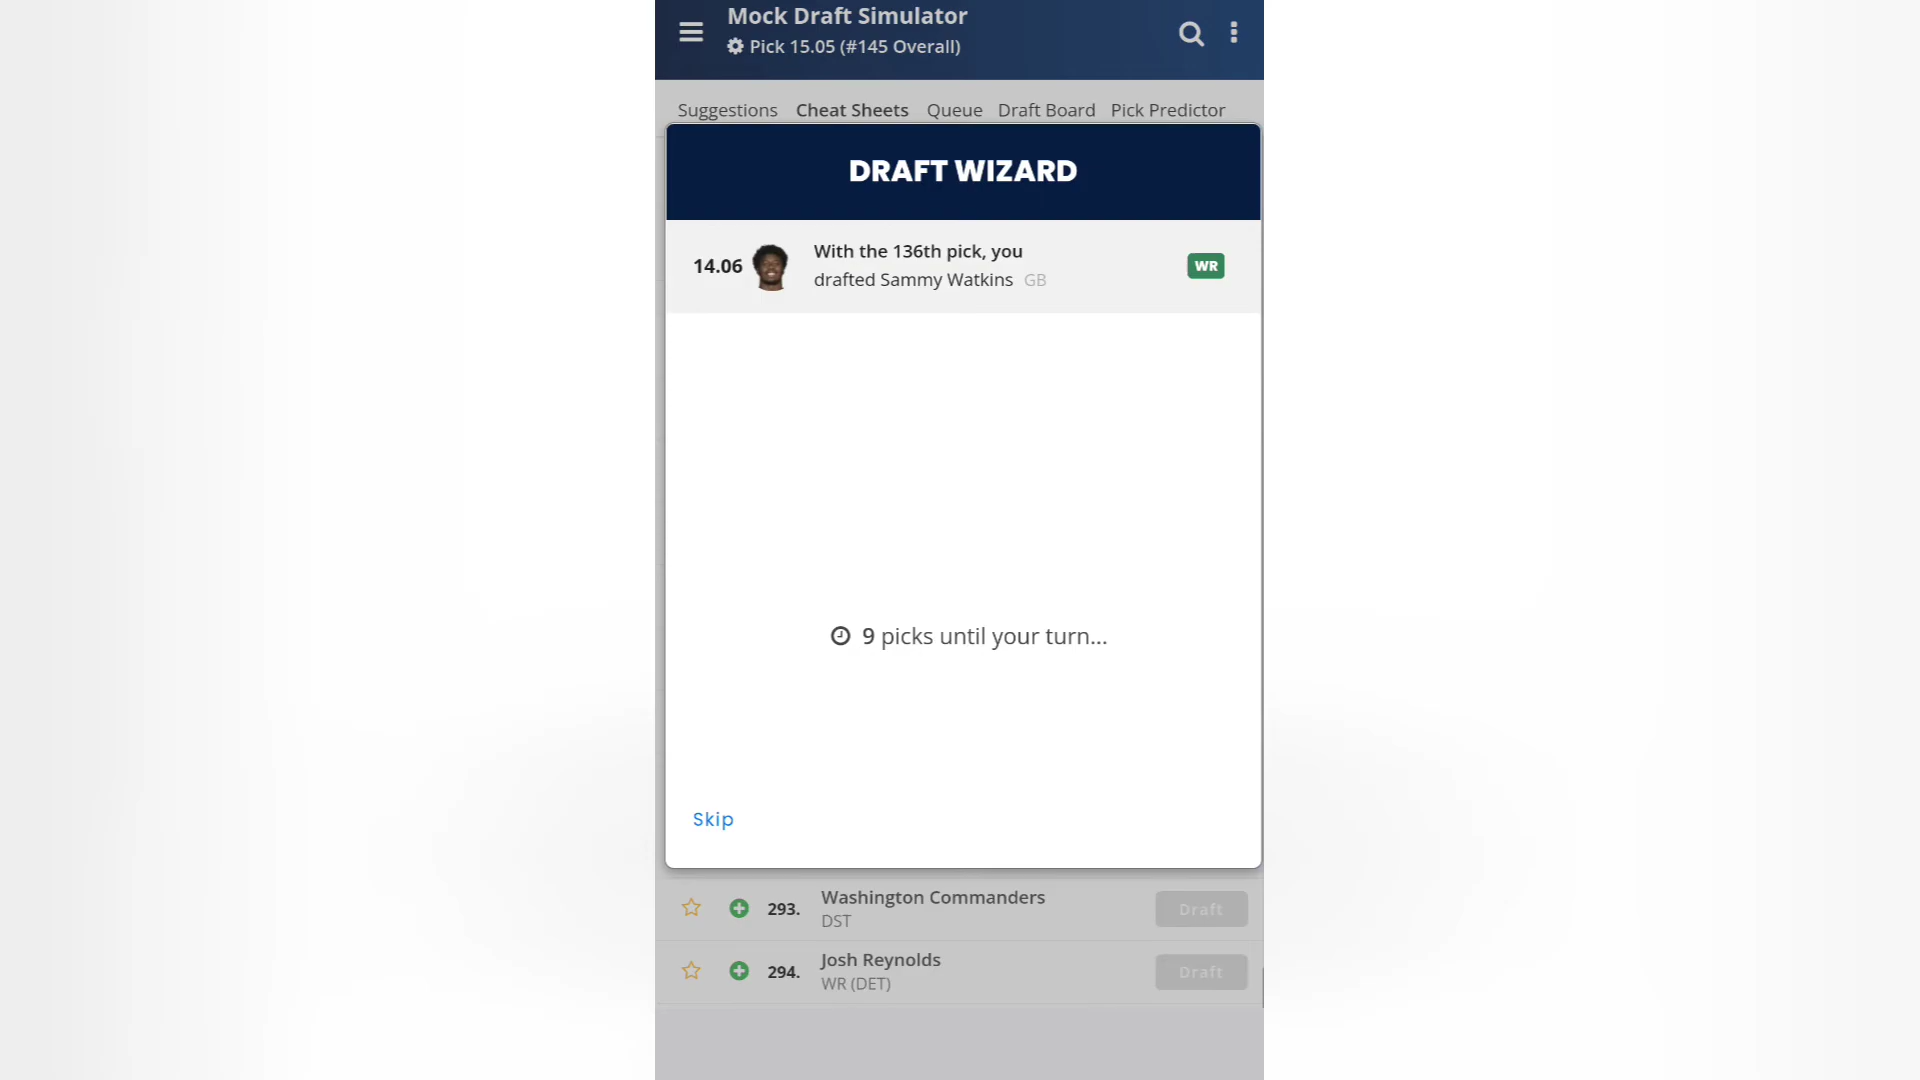 Mock Draft Simulator
Pick 15.05 (#145 Overall)
Suggestions Cheat Sheets Queue Draft Board Pick Predictor
DRAFT WIZARD
14.06
With the 136th pick, you
drafted Sammy Watkins GB
WR
9 picks until your turn...
Skip
293. Washington Commanders
DST
Draft
294. Josh Reynolds
WR (DET)
Draft